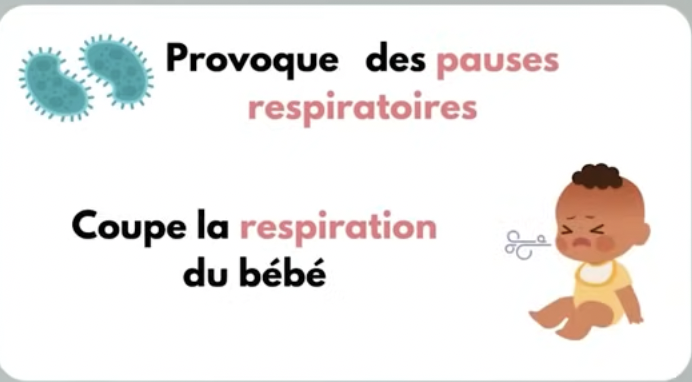 Provoque des pauses
respiratoires
Coupe la respiration
du bébé